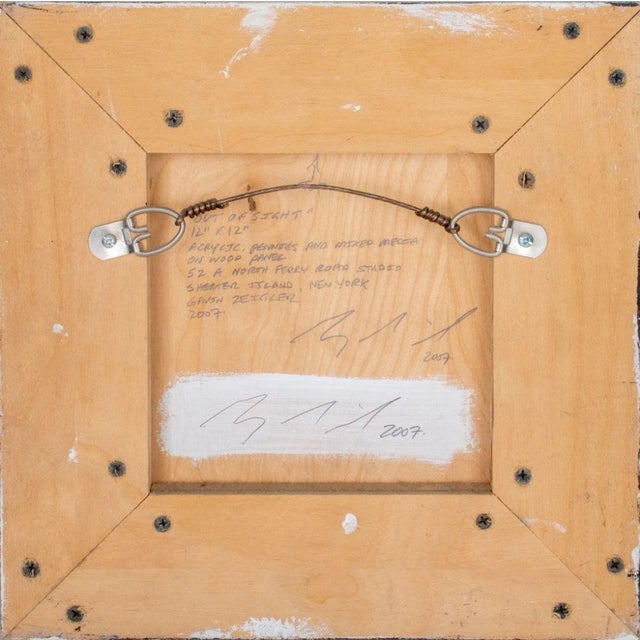 "OUT OF SIGHT"
12" X 12"
ACRYLIC, PENNIES AND MIXED MEDIA
ON WOOD PANEL
52 A NORTH FERRY ROAD STUDIO
SHELTER ISLAND, NEW YORK
GAVIN ZEIGLER
2007.
2007
2007.